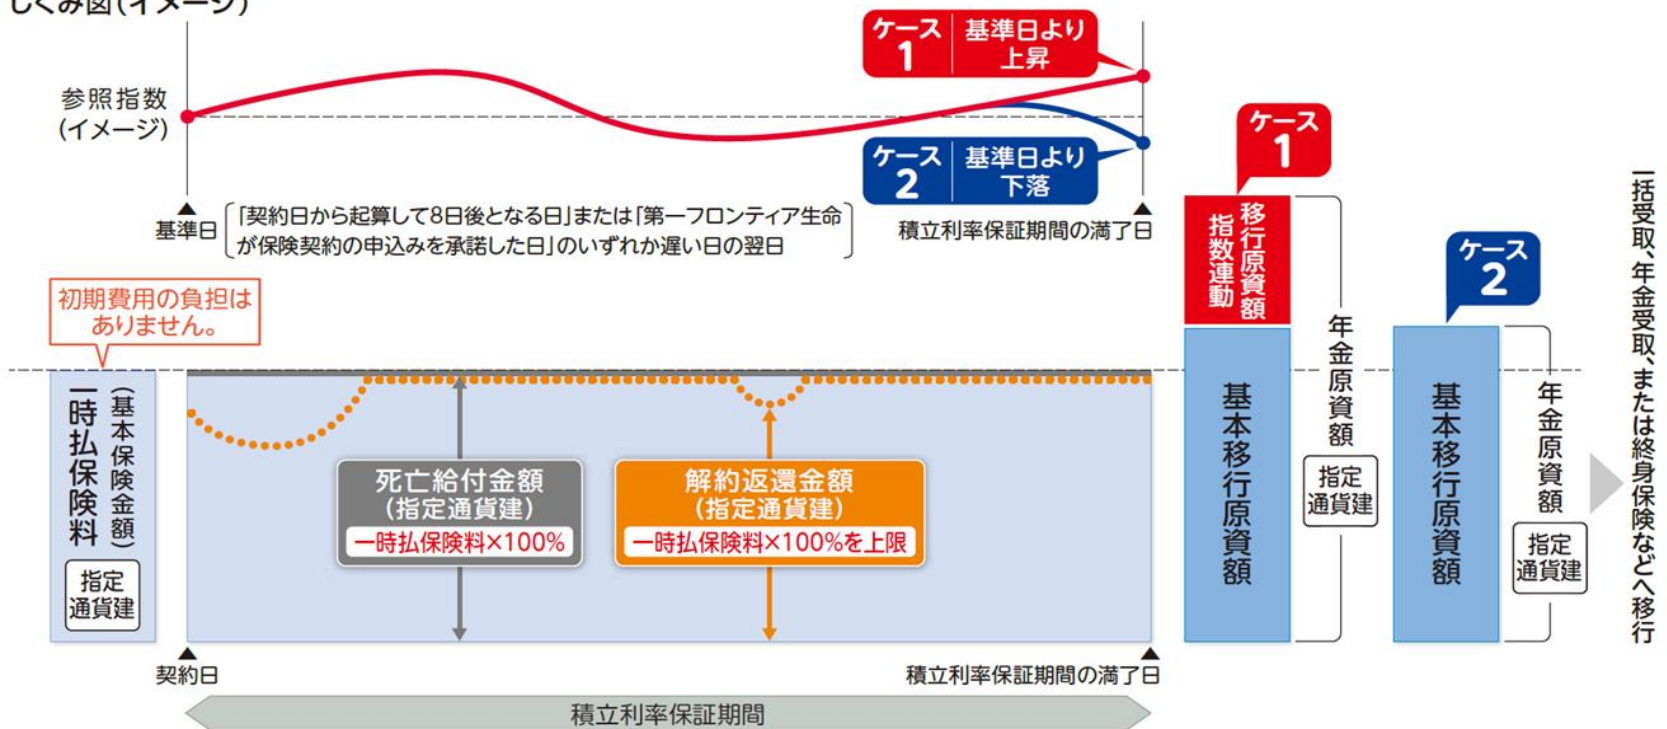 しくみ図(イメージ)
ケース
1
基準日より
上昇
参照指数
(イメージ)
ケース
2
基準日より
下落
▲
基準日
「契約日から起算して8日後となる日」または「第一フロンティア生命
が保険契約の申込みを承諾した日」のいずれか遅い日の翌日
▲
積立利率保証期間の満了日
初期費用の負担は
ありません。
一時払保険料
(基本保険金額)
指定
通貨建
死亡給付金額
(指定通貨建)
一時払保険料×100%
解約返還金額
(指定通貨建)
一時払保険料×100%を上限
▲
契約日
▲
積立利率保証期間の満了日
積立利率保証期間
ケース
1
指数連動
移行原資額
基本移行原資額
年金原資額
指定
通貨建
ケース
2
基本移行原資額
年金原資額
指定
通貨建
一括受取、年金受取、または終身保険などへ移行